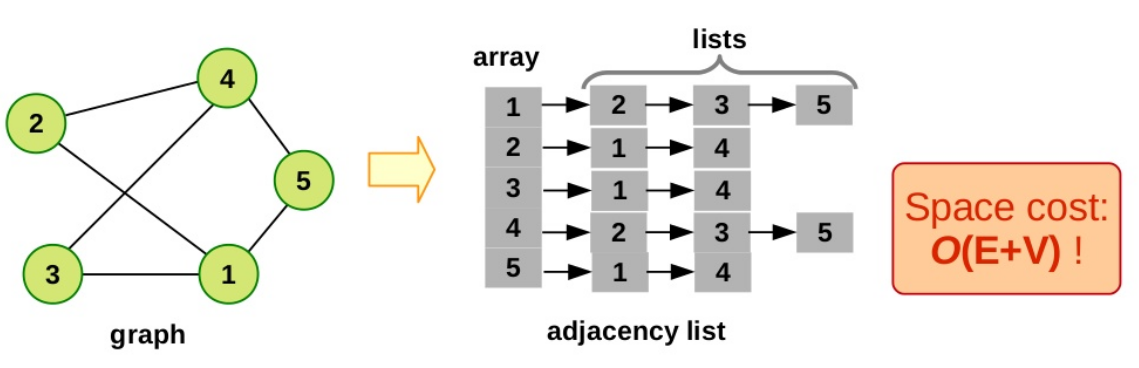 4
2
5
3
1
graph
array
lists
1 2 3 5
2 1 4
3 1 4
4 2 3 5
5 1 4
adjacency list
Space cost:
O(E+V) !